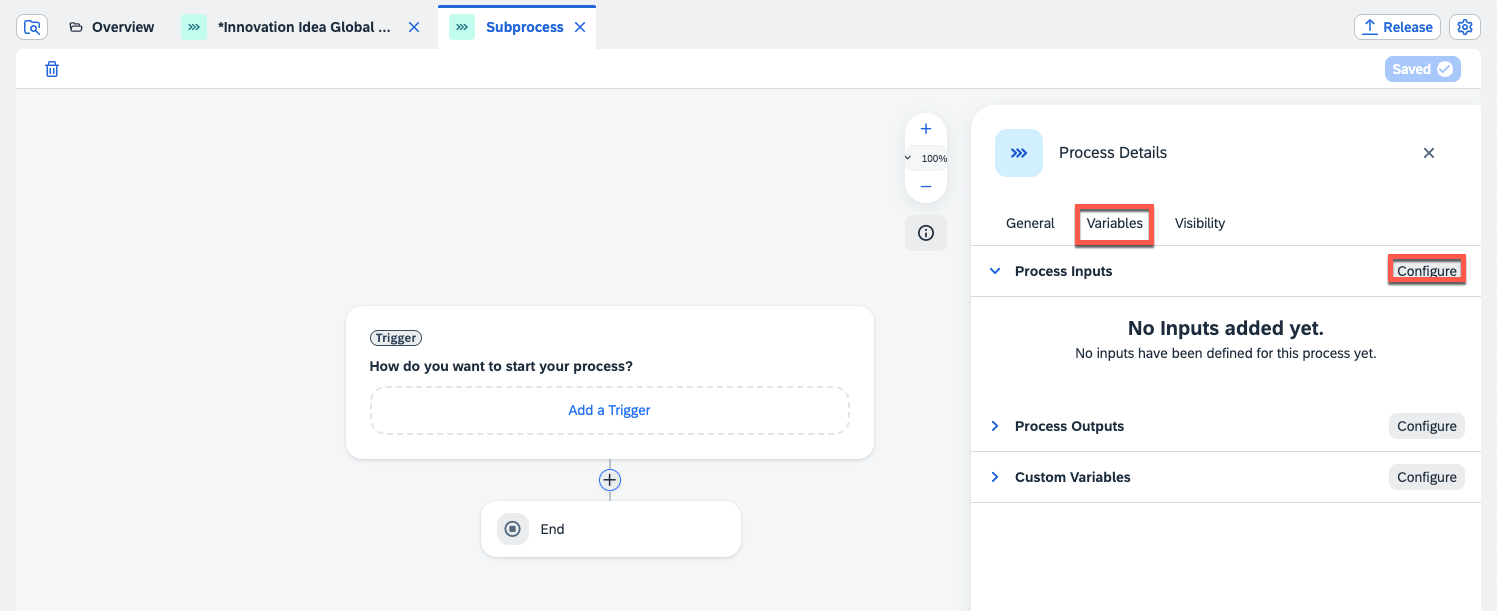 Overview
*Innovation Idea Global ...
Subprocess
Release
Saved
100%
Process Details
General
Variables
Visibility
Process Inputs
Configure
No Inputs added yet.
No inputs have been defined for this process yet.
Process Outputs
Configure
Custom Variables
Configure
Trigger
How do you want to start your process?
Add a Trigger
End